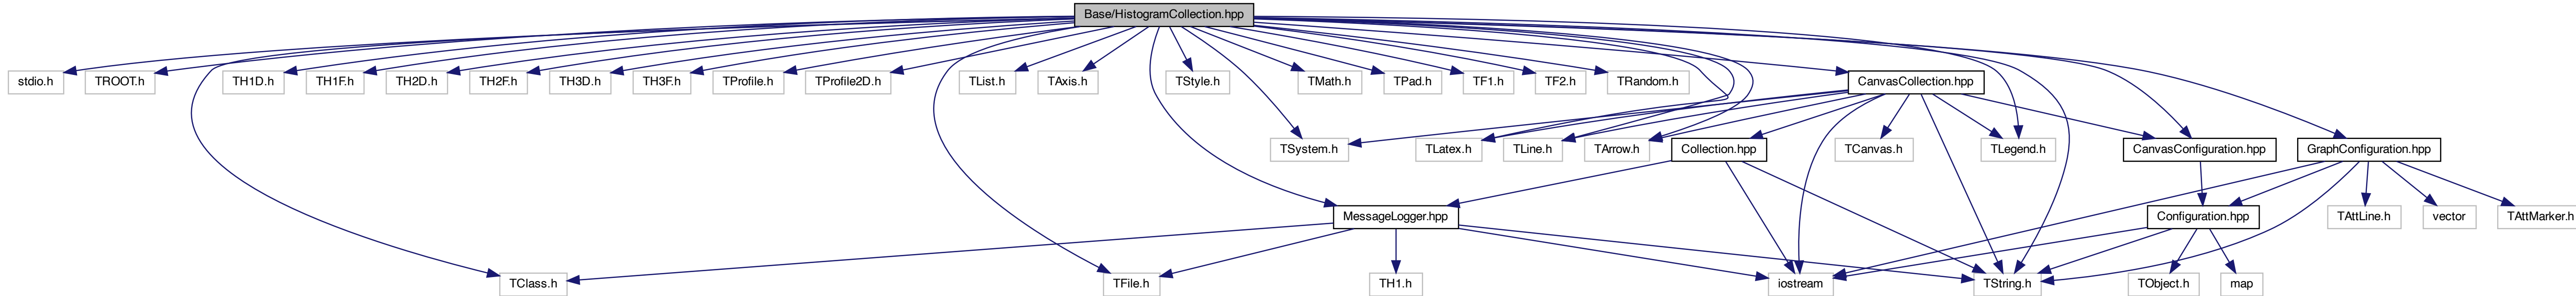 Base/HistogramCollection.hpp
stdio.h
TROOT.h
TH1D.h
TH1F.h
TH2D.h
TH2F.h
TH3D.h
TH3F.h
TProfile.h
TProfile2D.h
TList.h
TAxis.h
TStyle.h
TMath.h
TPad.h
TF1.h
TF2.h
TRandom.h
CanvasCollection.hpp
TSystem.h
TLatex.h
TLine.h
TArrow.h
Collection.hpp
TCanvas.h
TLegend.h
CanvasConfiguration.hpp
GraphConfiguration.hpp
MessageLogger.hpp
Configuration.hpp
TAttLine.h
vector
TAttMarker.h
TClass.h
TFile.h
TH1.h
iostream
TString.h
TObject.h
map